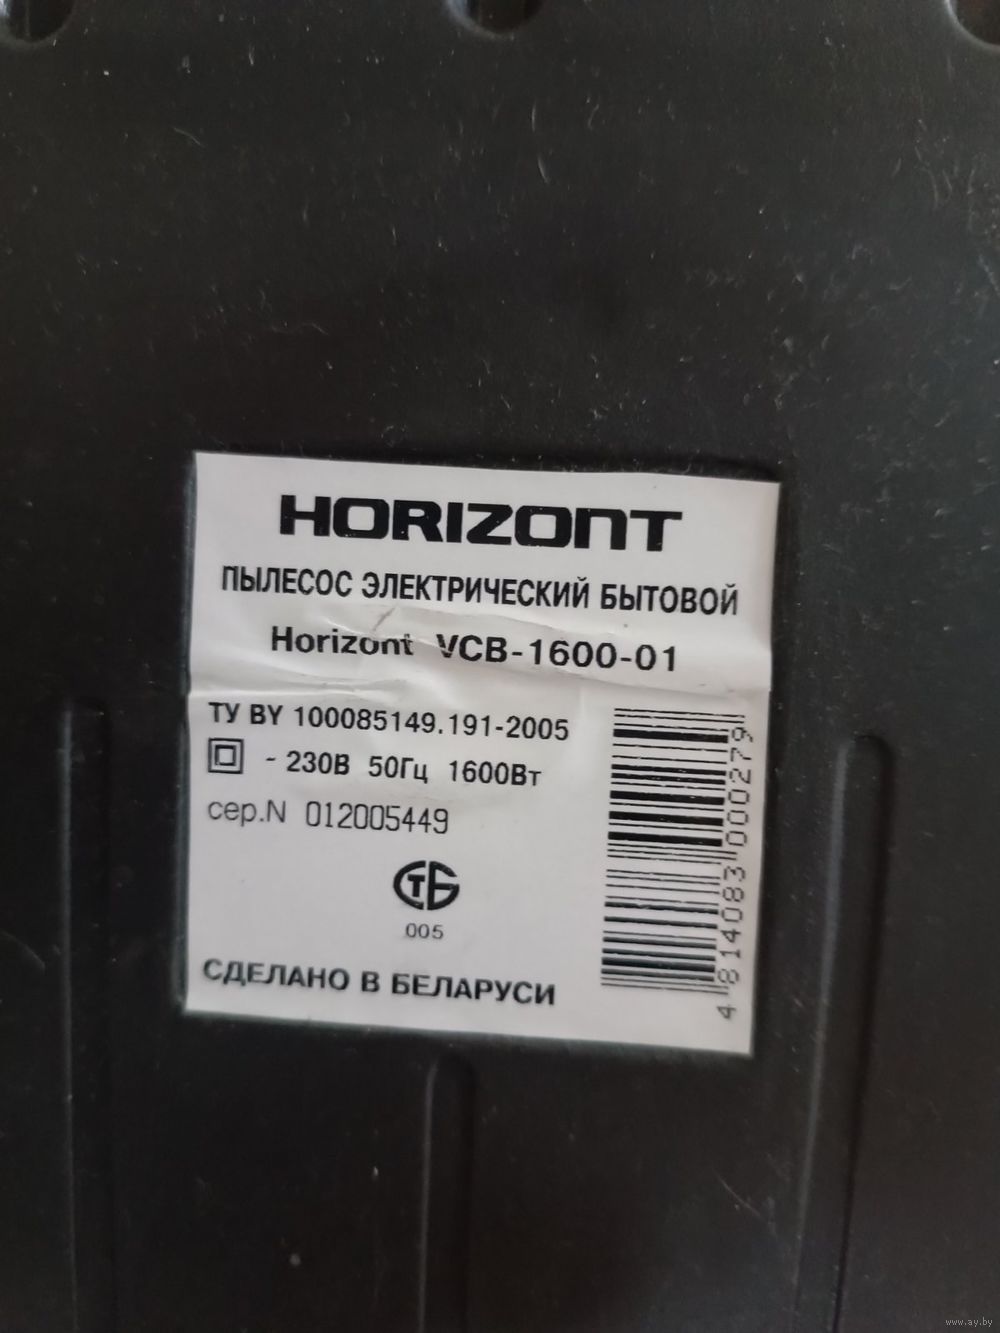 HORIZONT
ПЫЛЕСОС ЭЛЕКТРИЧЕСКИЙ БЫТОВОЙ
Horizont VCB-1600-01
ТУ BY 100085149.191-2005
- 230В 50Гц 1600Вт
сер.N 012005449
СТБ
005
СДЕЛАНО В БЕЛАРУСИ
4 814083 000279
www.ay.by